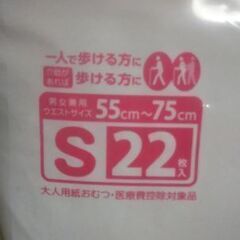 一人で歩ける方に
介助があれば 歩ける方に
男女兼用
ウエストサイズ 55cm～75cm
S 22枚入
大人用紙おむつ・医療費控除対象品